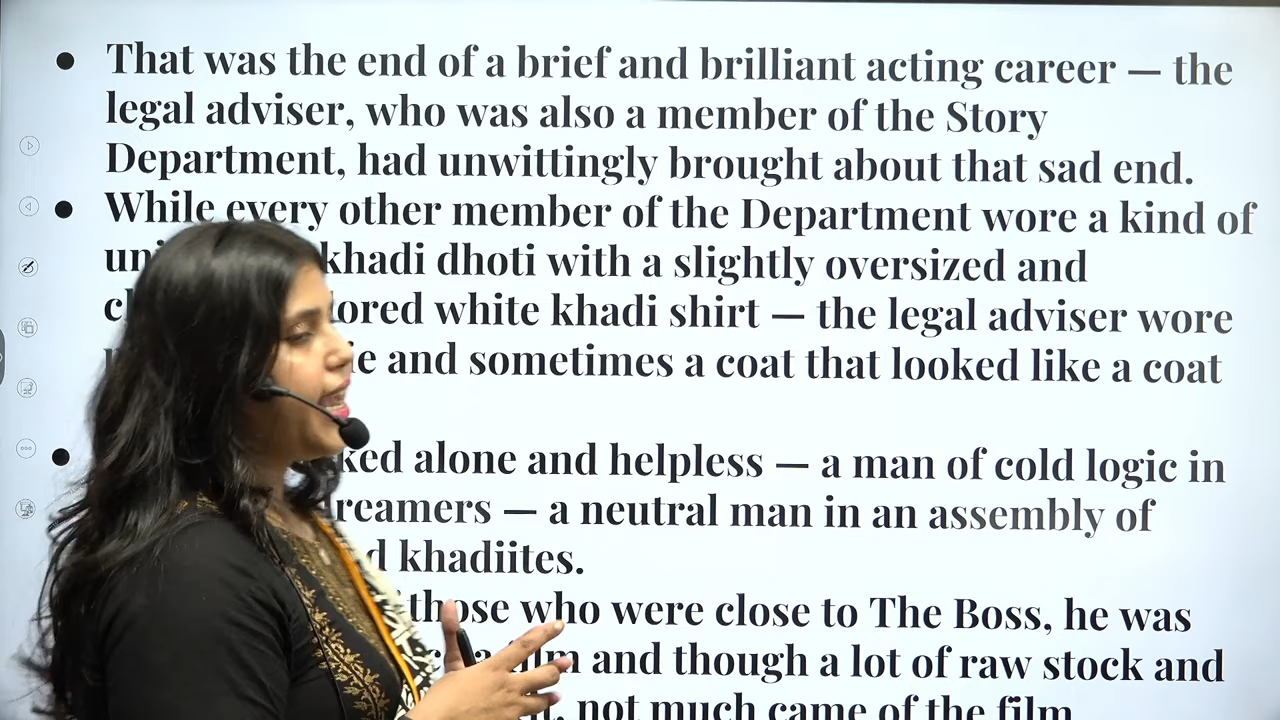 That was the end of a brief and brilliant acting career — the
legal adviser, who was also a member of the Story
Department, had unwittingly brought about that sad end.
While every other member of the Department wore a kind of
khadi dhoti with a slightly oversized and
white khadi shirt — the legal adviser wore
and sometimes a coat that looked like a coat
alone and helpless — a man of cold logic in
— a neutral man in an assembly of
khadiites.
those who were close to The Boss, he was
film and though a lot of raw stock and
not much came of the film